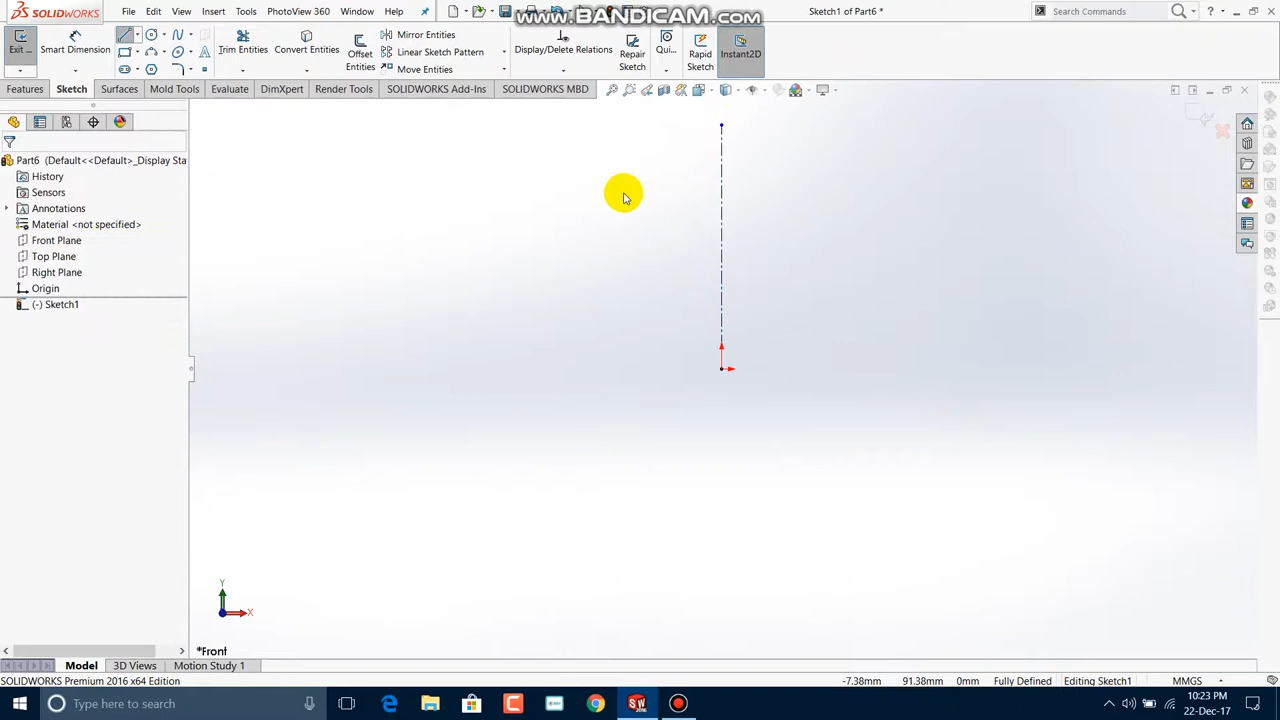 SOLIDWORKS
File
Edit
View
Insert
Tools
PhotoView 360
Window
Help
www.BANDICAM.com
Sketch1 of Part6 *
Search Commands
Exit ...
Smart Dimension
Trim Entities
Convert Entities
Offset Entities
Mirror Entities
Linear Sketch Pattern
Move Entities
Display/Delete Relations
Repair Sketch
Qui...
Rapid Sketch
Instant2D
Features
Sketch
Surfaces
Mold Tools
Evaluate
DimXpert
Render Tools
SOLIDWORKS Add-Ins
SOLIDWORKS MBD
Part6 (Default<<Default>_Display Sta
History
Sensors
Annotations
Material <not specified>
Front Plane
Top Plane
Right Plane
Origin
(-) Sketch1
Y
X
*Front
Model
3D Views
Motion Study 1
SOLIDWORKS Premium 2016 x64 Edition
-7.38mm
91.38mm
0mm
Fully Defined
Editing Sketch1
MMGS
Type here to search
10:23 PM
22-Dec-17